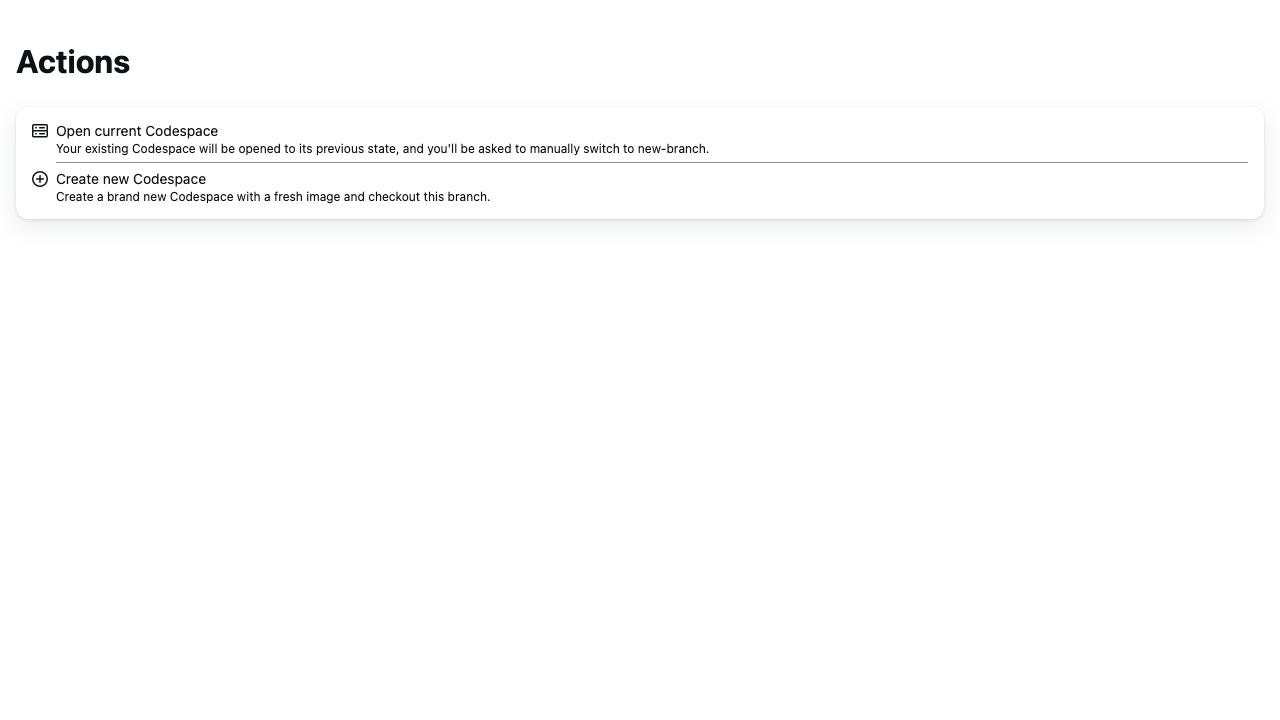 Actions
Open current Codespace
Your existing Codespace will be opened to its previous state, and you'll be asked to manually switch to new-branch.
Create new Codespace
Create a brand new Codespace with a fresh image and checkout this branch.